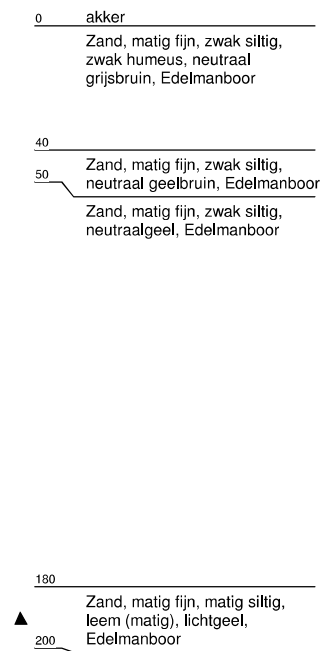 0 akker
Zand, matig fijn, zwak siltig,
zwak humeus, neutraal
grijsbruin, Edelmanboor
40
Zand, matig fijn, zwak siltig,
50 neutraal geelbruin, Edelmanboor
Zand, matig fijn, zwak siltig,
neutraalgeel, Edelmanboor
180
Zand, matig fijn, matig siltig,
leem (matig), lichtgeel,
200 Edelmanboor